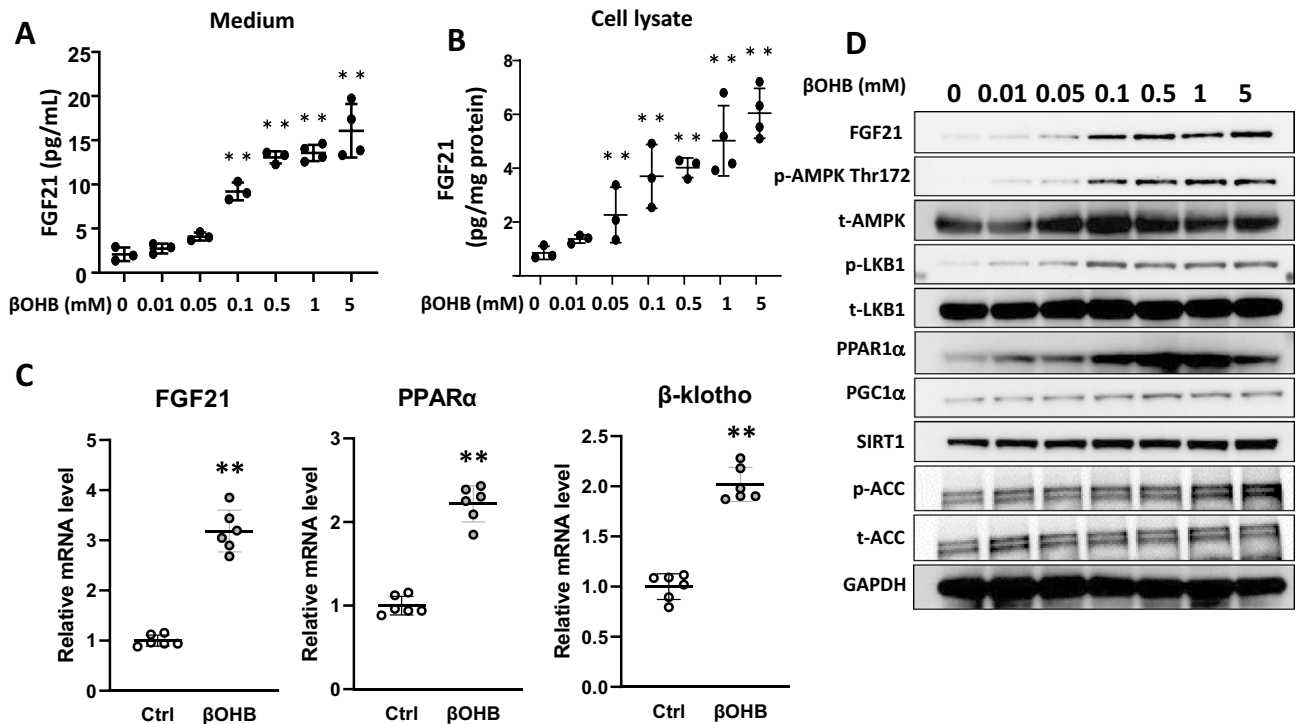 A
Medium
FGF21 (pg/mL)
25
20
15
10
5
0
** ** ** **
βOHB (mM) 0 0.01 0.05 0.1 0.5 1 5
B
Cell lysate
FGF21
(pg/mg protein)
8
6
4
2
** ** ** ** **
βOHB (mM) 0 0.01 0.05 0.1 0.5 1 5
C
FGF21
Relative mRNA level
5
4
3
2
1
0
**
Ctrl βOHB
PPARα
Relative mRNA level
3
2
1
0
**
Ctrl βOHB
β-klotho
Relative mRNA level
2.5
2.0
1.5
1.0
0.5
0.0
**
Ctrl βOHB
D
βOHB (mM) 0 0.01 0.05 0.1 0.5 1 5
FGF21
p-AMPK Thr172
t-AMPK
p-LKB1
t-LKB1
PPAR1α
PGC1α
SIRT1
p-ACC
t-ACC
GAPDH